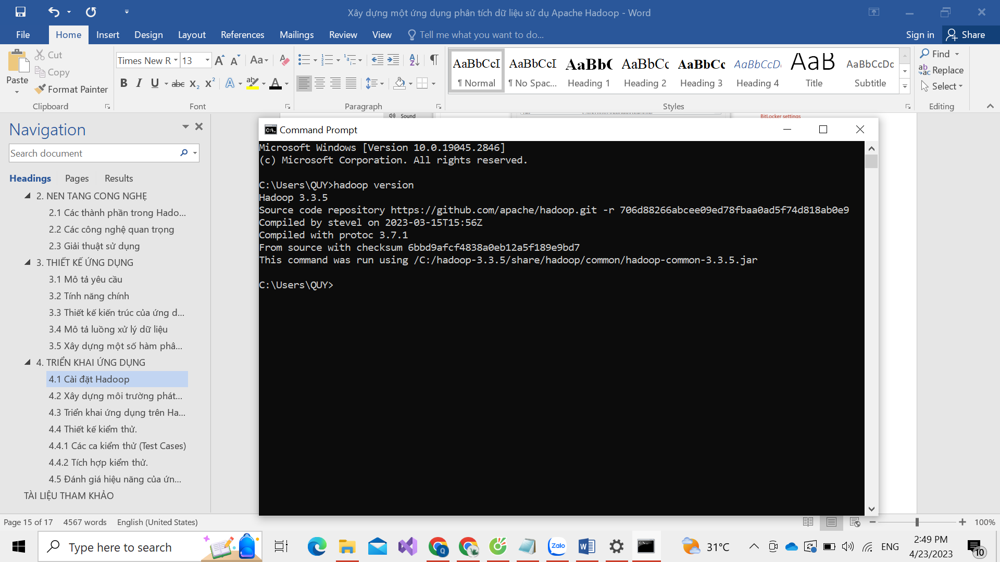 Xây dựng một ứng dụng phân tích dữ liệu sử dụ Apache Hadoop - Word
File Home Insert Design Layout References Mailings Review View Tell me what you want to do... Sign in Share
Paste
Cut
Copy
Format Painter
Times New R 13
AaBbCcI AaBbCcI AaBbC AaBbCc AaBbCc AaBbCcD AaB AaBbCcDc
¶ Normal ¶ No Spac... Heading 1 Heading 2 Heading 3 Heading 4 Title Subtitle
Find
Replace
Select
Clipboard Font Paragraph Styles Editing
Sound
BitLocker settings
Navigation
Search document
Headings Pages Results
2. NEN TANG CONG NGHẸ
2.1 Các thành phần trong Hado...
2.2 Các công nghệ quan trọng
2.3 Giải thuật sử dụng
3. THIẾT KẾ ỨNG DỤNG
3.1 Mô tả yêu cầu
3.2 Tính năng chính
3.3 Thiết kế kiến trúc của ứng d...
3.4 Mô tả luồng xử lý dữ liệu
3.5 Xây dựng một số hàm phâ...
4. TRIỂN KHAI ỨNG DỤNG
4.1 Cài đặt Hadoop
4.2 Xây dựng môi trường phát...
4.3 Triển khai ứng dụng trên Ha...
4.4 Thiết kế kiểm thử.
4.4.1 Các ca kiểm thử (Test Cases)
4.4.2 Tích hợp kiểm thử.
4.5 Đánh giá hiệu năng của ứn...
TÀI LIỆU THAM KHẢO
Command Prompt
Microsoft Windows [Version 10.0.19045.2846]
(c) Microsoft Corporation. All rights reserved.
C:\Users\QUY>hadoop version
Hadoop 3.3.5
Source code repository https://github.com/apache/hadoop.git -r 706d88266abcee09ed78fbaa0ad5f74d818ab0e9
Compiled by stevel on 2023-03-15T15:56Z
Compiled with protoc 3.7.1
From source with checksum 6bbd9afcf4838a0eb12a5f189e9bd7
This command was run using /C:/hadoop-3.3.5/share/hadoop/common/hadoop-common-3.3.5.jar
C:\Users\QUY>
Page 15 of 17 4567 words English (United States) 100%
Type here to search
Zalo
31°C
ENG
2:49 PM
4/23/2023
10